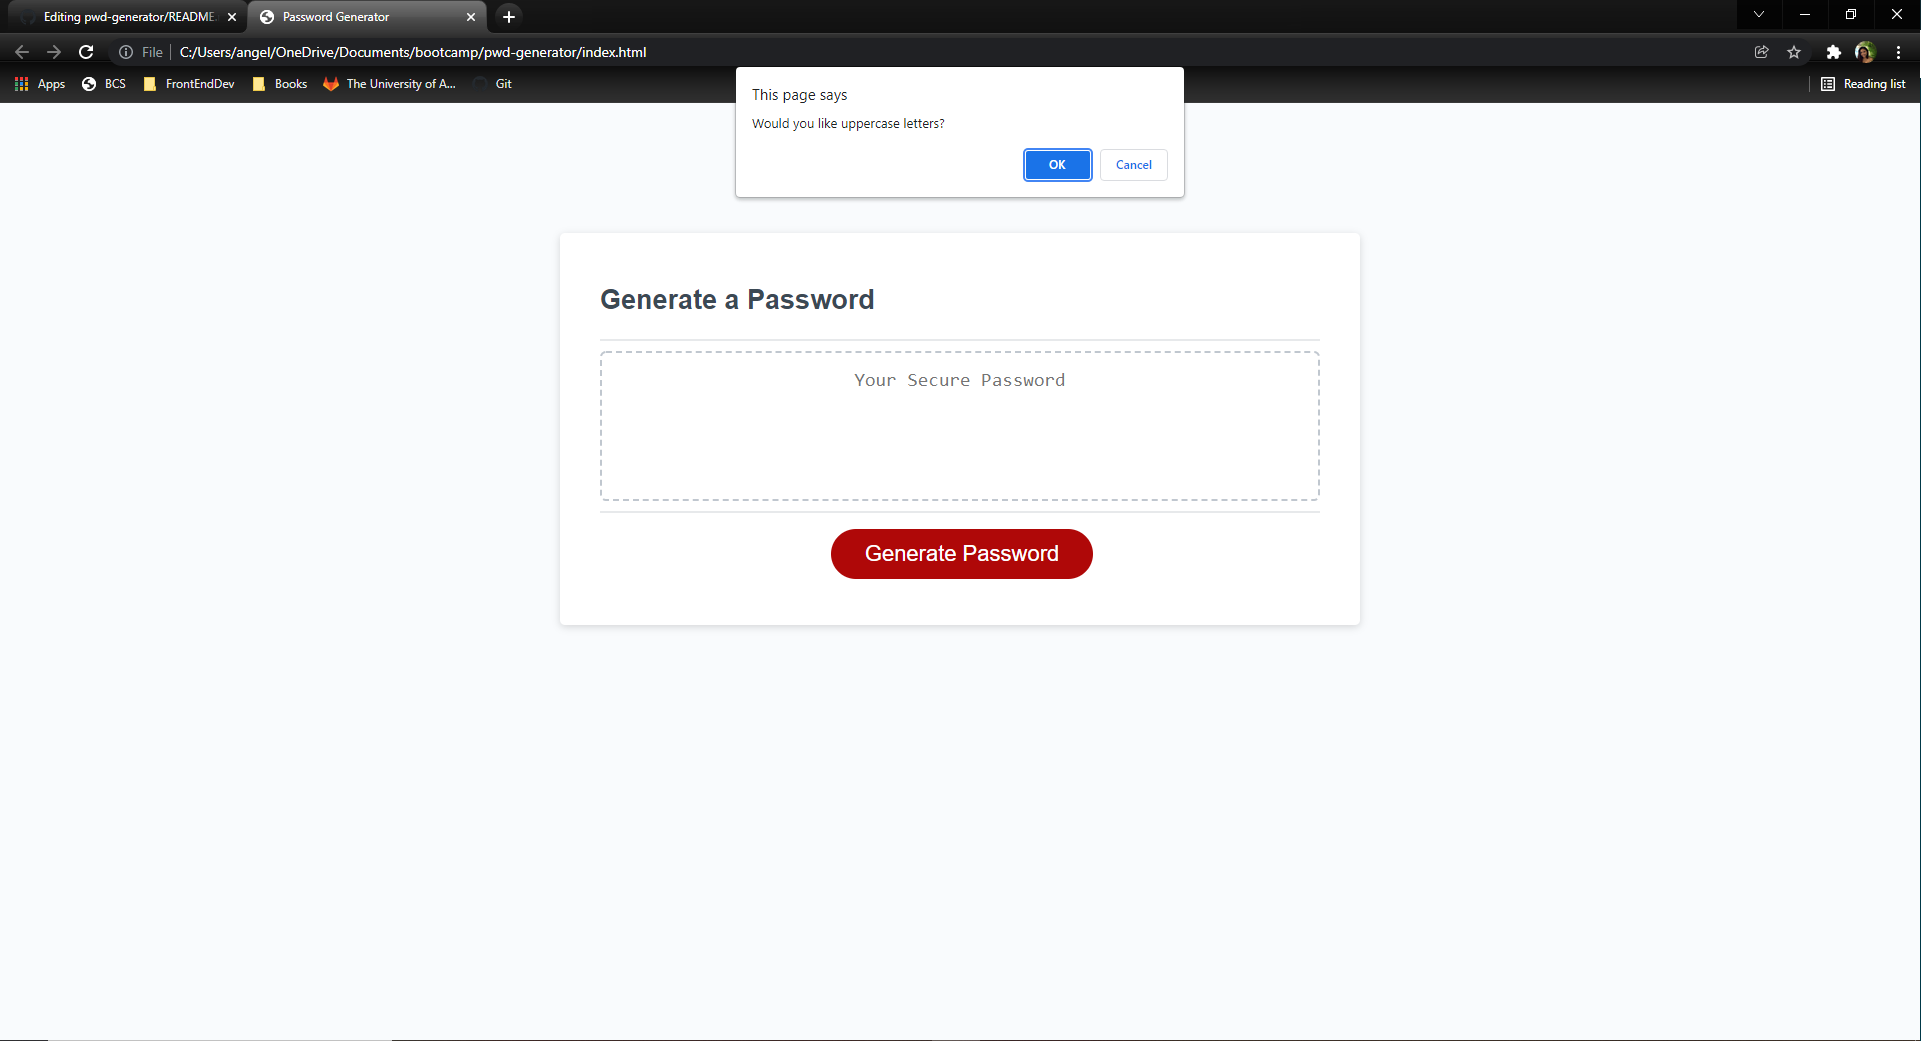 Editing pwd-generator/README.
Password Generator
File
C:/Users/angel/OneDrive/Documents/bootcamp/pwd-generator/index.html
Apps
BCS
FrontEndDev
Books
The University of A...
Git
Reading list
This page says
Would you like uppercase letters?
OK
Cancel
Generate a Password
Your Secure Password
Generate Password